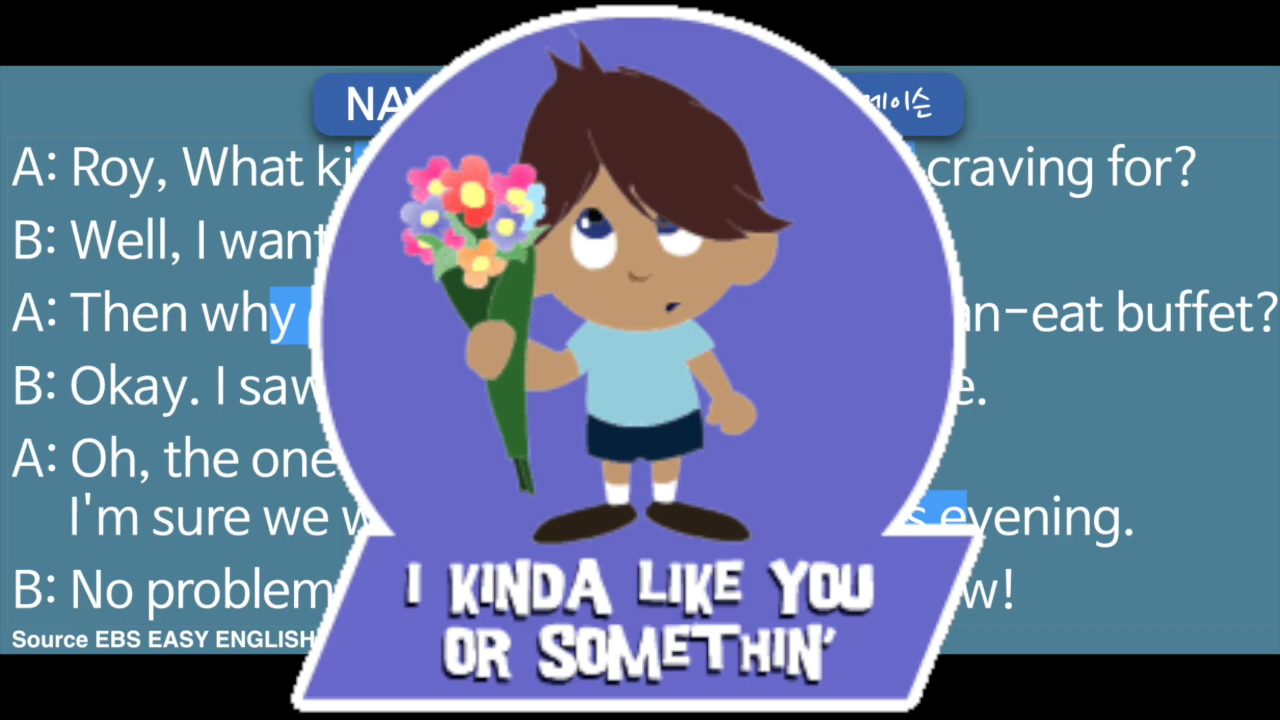 NAV 제이슨
A: Roy, What ki craving for?
B: Well, I want
A: Then why an-eat buffet?
B: Okay. I saw e.
A: Oh, the one
I'm sure we w s evening.
B: No problem w!
Source EBS EASY ENGLISH
I KINDA LIKE YOU
OR SOMETHIN'